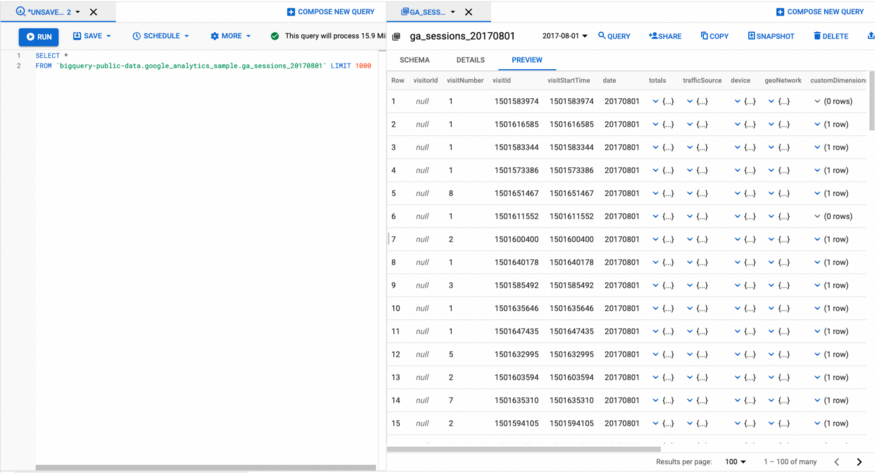 *UNSAVE... 2
COMPOSE NEW QUERY
RUN
SAVE
SCHEDULE
MORE
This query will process 15.9 Mi
1 SELECT *
2 FROM `bigquery-public-data.google_analytics_sample.ga_sessions_20170801` LIMIT 1000
GA_SESS...
COMPOSE NEW QUERY
ga_sessions_20170801
2017-08-01
QUERY
SHARE
COPY
SNAPSHOT
DELETE
SCHEMA DETAILS PREVIEW
Row visitorId visitNumber visitId visitStartTime date totals trafficSource device geoNetwork customDimensions
1 null 1 1501583974 1501583974 20170801 {...} {...} {...} {...} (0 rows)
2 null 1 1501616585 1501616585 20170801 {...} {...} {...} {...} (1 row)
3 null 1 1501583344 1501583344 20170801 {...} {...} {...} {...} (1 row)
4 null 1 1501573386 1501573386 20170801 {...} {...} {...} {...} (1 row)
5 null 8 1501651467 1501651467 20170801 {...} {...} {...} {...} (1 row)
6 null 1 1501611552 1501611552 20170801 {...} {...} {...} {...} (0 rows)
7 null 2 1501600400 1501600400 20170801 {...} {...} {...} {...} (1 row)
8 null 1 1501640178 1501640178 20170801 {...} {...} {...} {...} (1 row)
9 null 3 1501585492 1501585492 20170801 {...} {...} {...} {...} (1 row)
10 null 1 1501635646 1501635646 20170801 {...} {...} {...} {...} (1 row)
11 null 1 1501647435 1501647435 20170801 {...} {...} {...} {...} (1 row)
12 null 5 1501632995 1501632995 20170801 {...} {...} {...} {...} (1 row)
13 null 2 1501603594 1501603594 20170801 {...} {...} {...} {...} (1 row)
14 null 7 1501635310 1501635310 20170801 {...} {...} {...} {...} (1 row)
15 null 2 1501594105 1501594105 20170801 {...} {...} {...} {...} (1 row)
Results per page: 100 1 – 100 of many